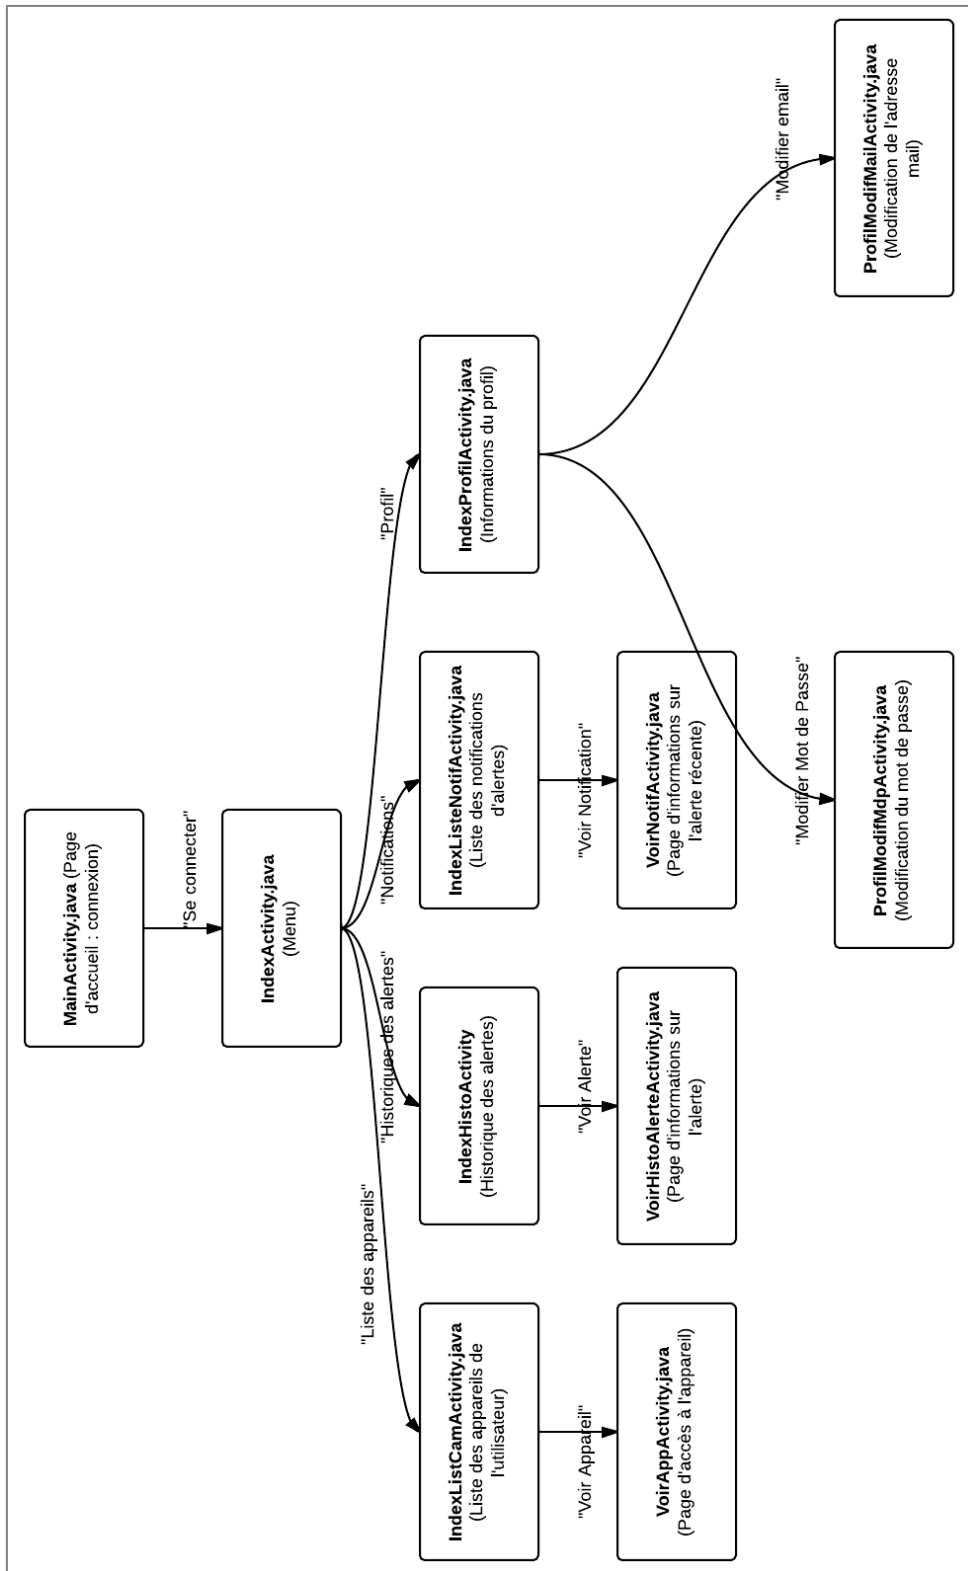 MainActivity.java (Page
d'accueil : connexion)
"Se connecter"
IndexActivity.java
(Menu)
"Liste des appareils"
"Historiques des alertes"
"Notifications"
"Profil"
IndexListCamActivity.java
(Liste des appareils de
l'utilisateur)
IndexHistoActivity
(Historique des alertes)
IndexListeNotifActivity.java
(Liste des notifications
d'alertes)
IndexProfilActivity.java
(Informations du profil)
"Voir Appareil"
"Voir Alerte"
"Voir Notification"
VoirAppActivity.java
(Page d'accès à l'appareil)
VoirHistoAlerteActivity.java
(Page d'informations sur
l'alerte)
VoirNotifActivity.java
(Page d'informations sur
l'alerte récente)
"Modifier Mot de Passe"
"Modifier email"
ProfilModifMdpActivity.java
(Modification du mot de passe)
ProfilModifMailActivity.java
(Modification de l'adresse
mail)